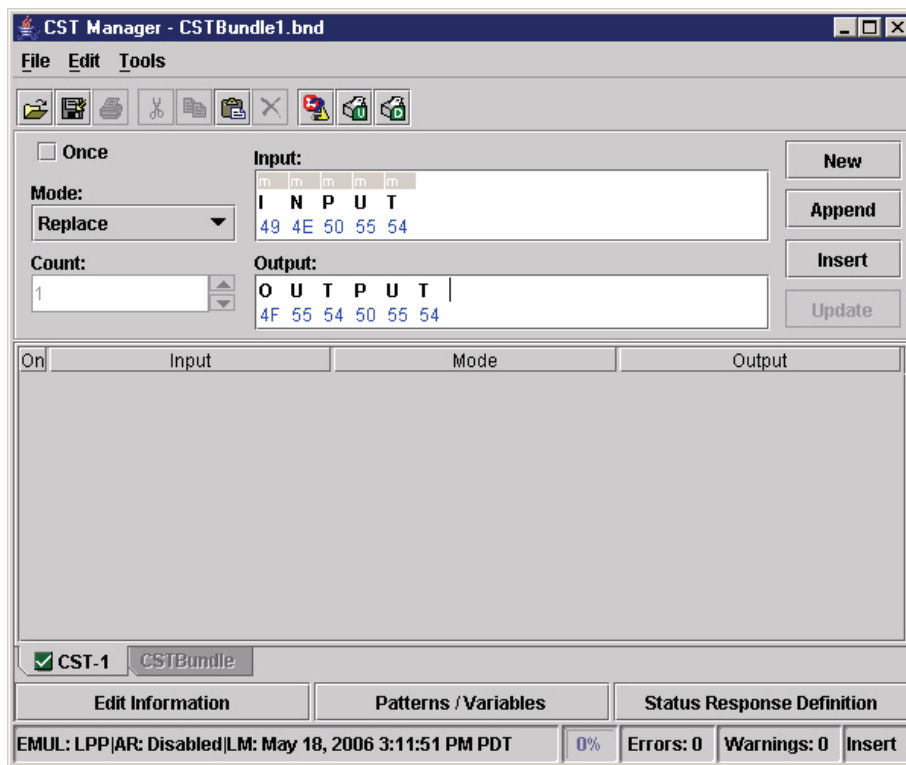 CST Manager - CSTBundle1.bnd
File Edit Tools
Once
Mode:
Replace
Count:
1
Input:
m m m m m
I N P U T
49 4E 50 55 54
Output:
O U T P U T
4F 55 54 50 55 54
New
Append
Insert
Update
On Input Mode Output
CST-1 CSTBundle
Edit Information Patterns / Variables Status Response Definition
EMUL: LPP|AR: Disabled|LM: May 18, 2006 3:11:51 PM PDT 0% Errors: 0 Warnings: 0 Insert